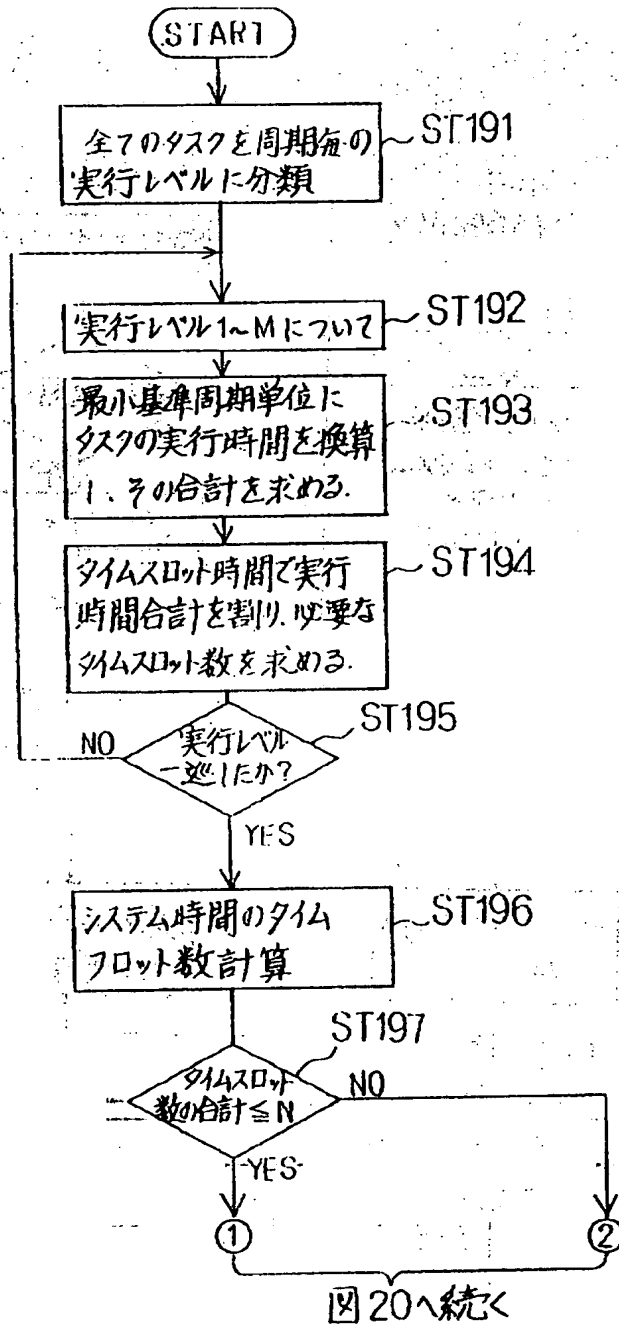 START
全てのタスクを周期毎の
実行レベルに分類
ST191
実行レベル1~Mについて
ST192
最小基準周期単位に
タスクの実行時間を換算
し、その合計を求める.
ST193
タイムスロット時間で実行
時間合計を割り、必要な
タイムスロット数を求める.
ST194
実行レベル
一巡したか?
ST195
NO
YES
システム時間のタイム
フロット数計算
ST196
タイムスロット
数の合計≦N
ST197
NO
YES
①
②
図20へ続く